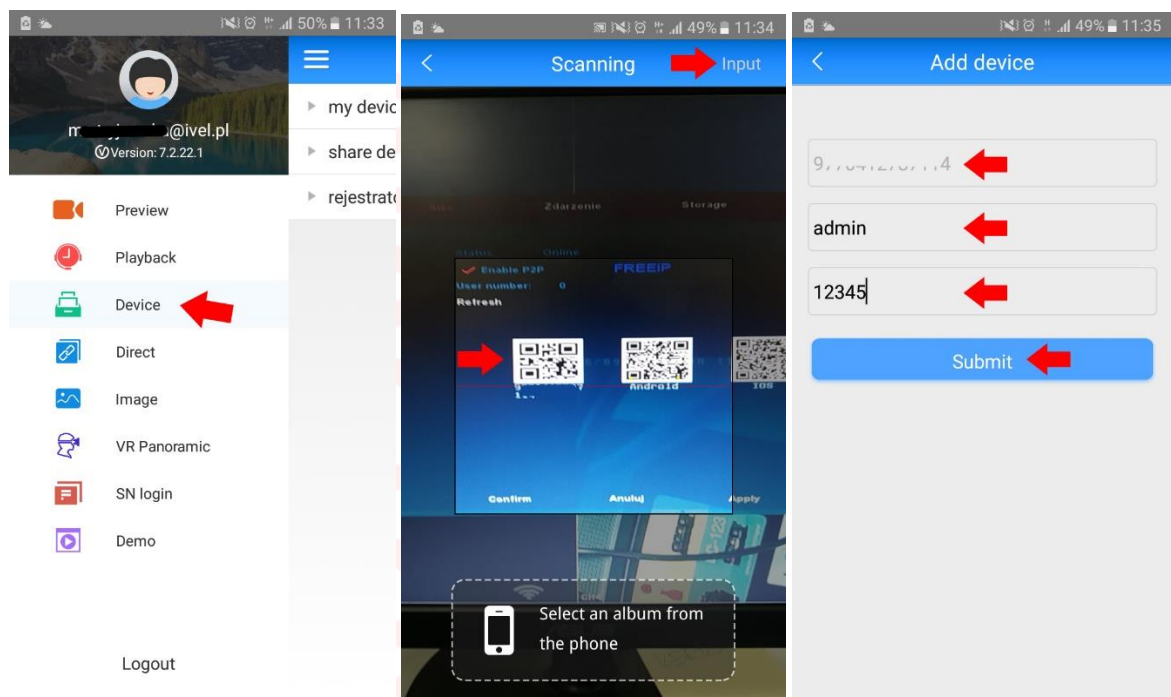 50% 11:33
@ivel.pl
Version: 7.2.22.1
Preview
Playback
Device
Direct
Image
VR Panoramic
SN login
Demo
Logout
my devic
share de
rejestrato
49% 11:34
Scanning
Input
Zdarzenie
Storage
Status
Online
Enable P2P
FREEIP
User number: 0
Refresh
Android
IOS
Confirm
Anuluj
Apply
Select an album from
the phone
49% 11:35
Add device
admin
12345
Submit